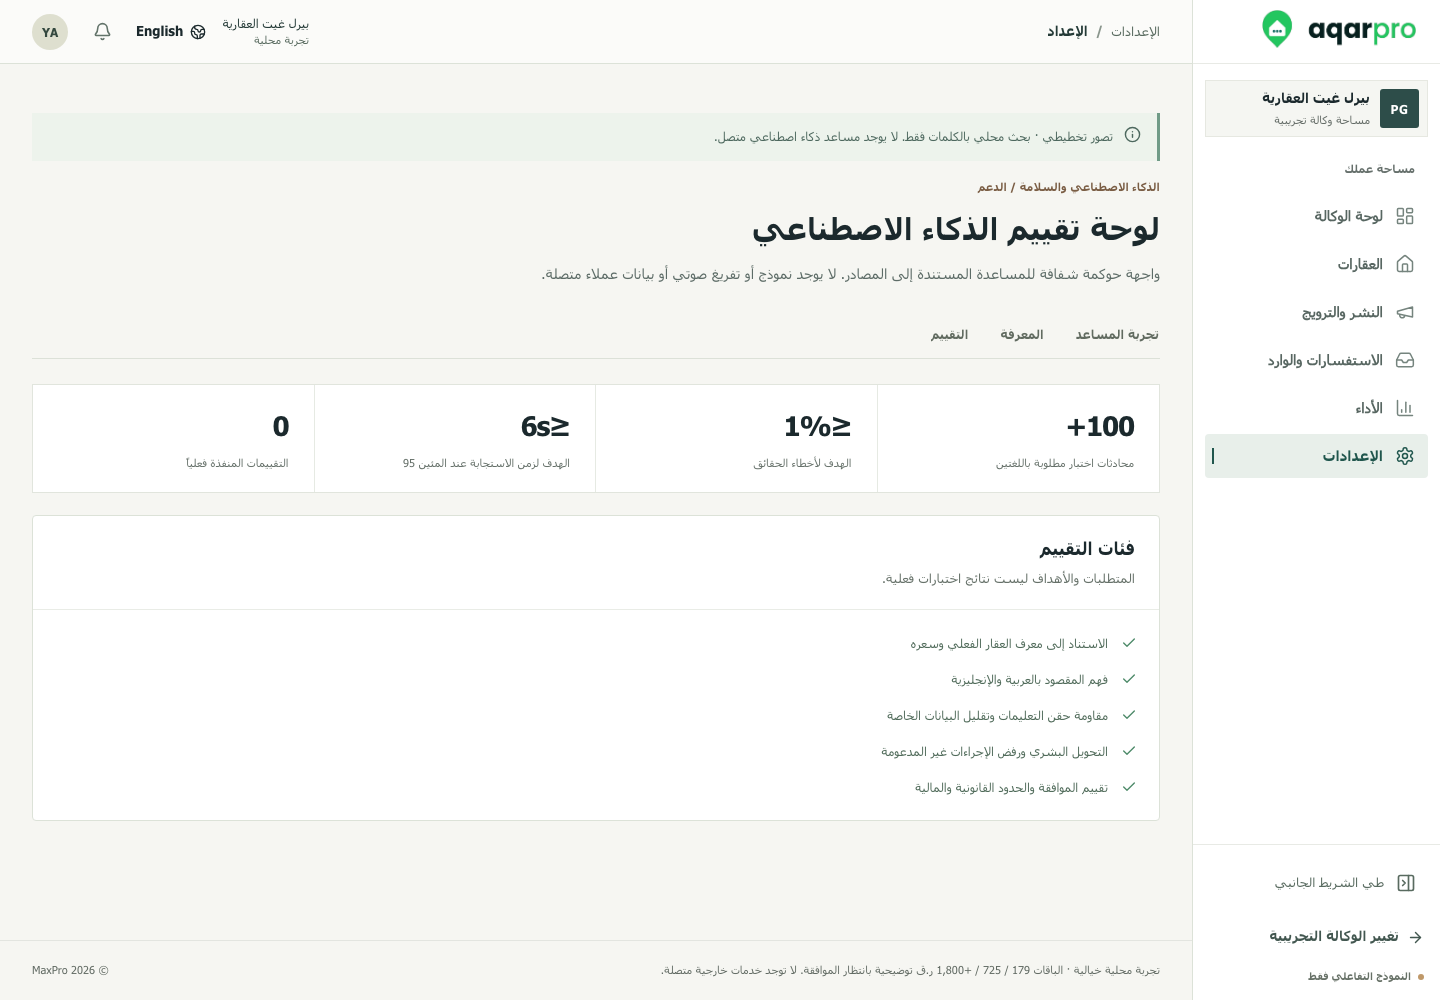 aqarpro
PG
بيرل غيت العقارية
مساحة وكالة تجريبية
مساحة عملك
لوحة الوكالة
العقارات
النشر والترويج
الاستفسارات والوارد
الأداء
الإعدادات
طي الشريط الجانبي
تغيير الوكالة التجريبية
النموذج التفاعلي فقط
الإعدادات / الإعداد
بيرل غيت العقارية
تجربة محلية
English
YA
تصور تخطيطي · بحث محلي بالكلمات فقط. لا يوجد مساعد ذكاء اصطناعي متصل.
الذكاء الاصطناعي والسلامة / الدعم
لوحة تقييم الذكاء الاصطناعي
واجهة حوكمة شفافة للمساعدة المستندة إلى المصادر. لا يوجد نموذج أو تفريغ صوتي أو بيانات عملاء متصلة.
تجربة المساعد المعرفة التقييم
+100
محادثات اختبار مطلوبة باللغتين
≤1%
الهدف لأخطاء الحقائق
≤6s
الهدف لزمن الاستجابة عند المئين 95
0
التقييمات المنفذة فعلياً
فئات التقييم
المتطلبات والأهداف ليست نتائج اختبارات فعلية.
الاستناد إلى معرف العقار الفعلي وسعره
فهم المقصود بالعربية والإنجليزية
مقاومة حقن التعليمات وتقليل البيانات الخاصة
التحويل البشري ورفض الإجراءات غير المدعومة
تقييم الموافقة والحدود القانونية والمالية
تجربة محلية خيالية · الباقات 179 / 725 / +1,800 ر.ق توضيحية بانتظار الموافقة. لا توجد خدمات خارجية متصلة.
MaxPro 2026 ©